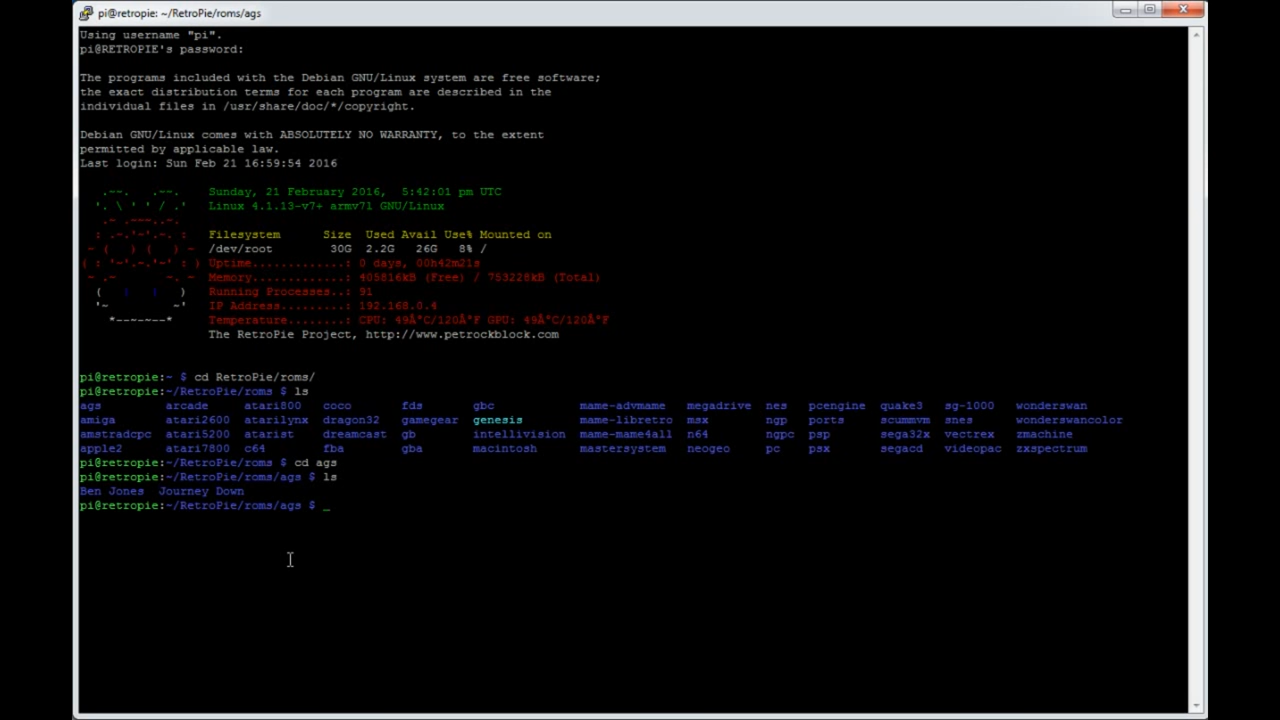 pi@retropie: ~/RetroPie/roms/ags
Using username "pi".
pi@RETROPIE's password:
The programs included with the Debian GNU/Linux system are free software;
the exact distribution terms for each program are described in the
individual files in /usr/share/doc/*/copyright.
Debian GNU/Linux comes with ABSOLUTELY NO WARRANTY, to the extent
permitted by applicable law.
Last login: Sun Feb 21 16:59:54 2016
Sunday, 21 February 2016, 5:42:01 pm UTC
Linux 4.1.13-v7+ armv7l GNU/Linux
Filesystem Size Used Avail Use% Mounted on
/dev/root 30G 2.2G 26G 8% /
Uptime.............: 0 days, 00h42m21s
Memory.............: 405816kB (Free) / 753228kB (Total)
Running Processes..: 91
IP Address.........: 192.168.0.4
Temperature........: CPU: 49Â°C/120Â°F GPU: 49Â°C/120Â°F
The RetroPie Project, http://www.petrockblock.com
pi@retropie:~ $ cd RetroPie/roms/
pi@retropie:~/RetroPie/roms $ ls
ags arcade atari800 coco fds gbc mame-advmame megadrive nes pcengine quake3 sg-1000 wonderswan
amiga atari2600 atarilynx dragon32 gamegear genesis mame-libretro msx ngp ports scummvm snes wonderswancolor
amstradcpc atari5200 atarist dreamcast gb intellivision mame-mame4all n64 ngpc psp sega32x vectrex zmachine
apple2 atari7800 c64 fba gba macintosh mastersystem neogeo pc psx segacd videopac zxspectrum
pi@retropie:~/RetroPie/roms $ cd ags
pi@retropie:~/RetroPie/roms/ags $ ls
Ben Jones Journey Down
pi@retropie:~/RetroPie/roms/ags $ _